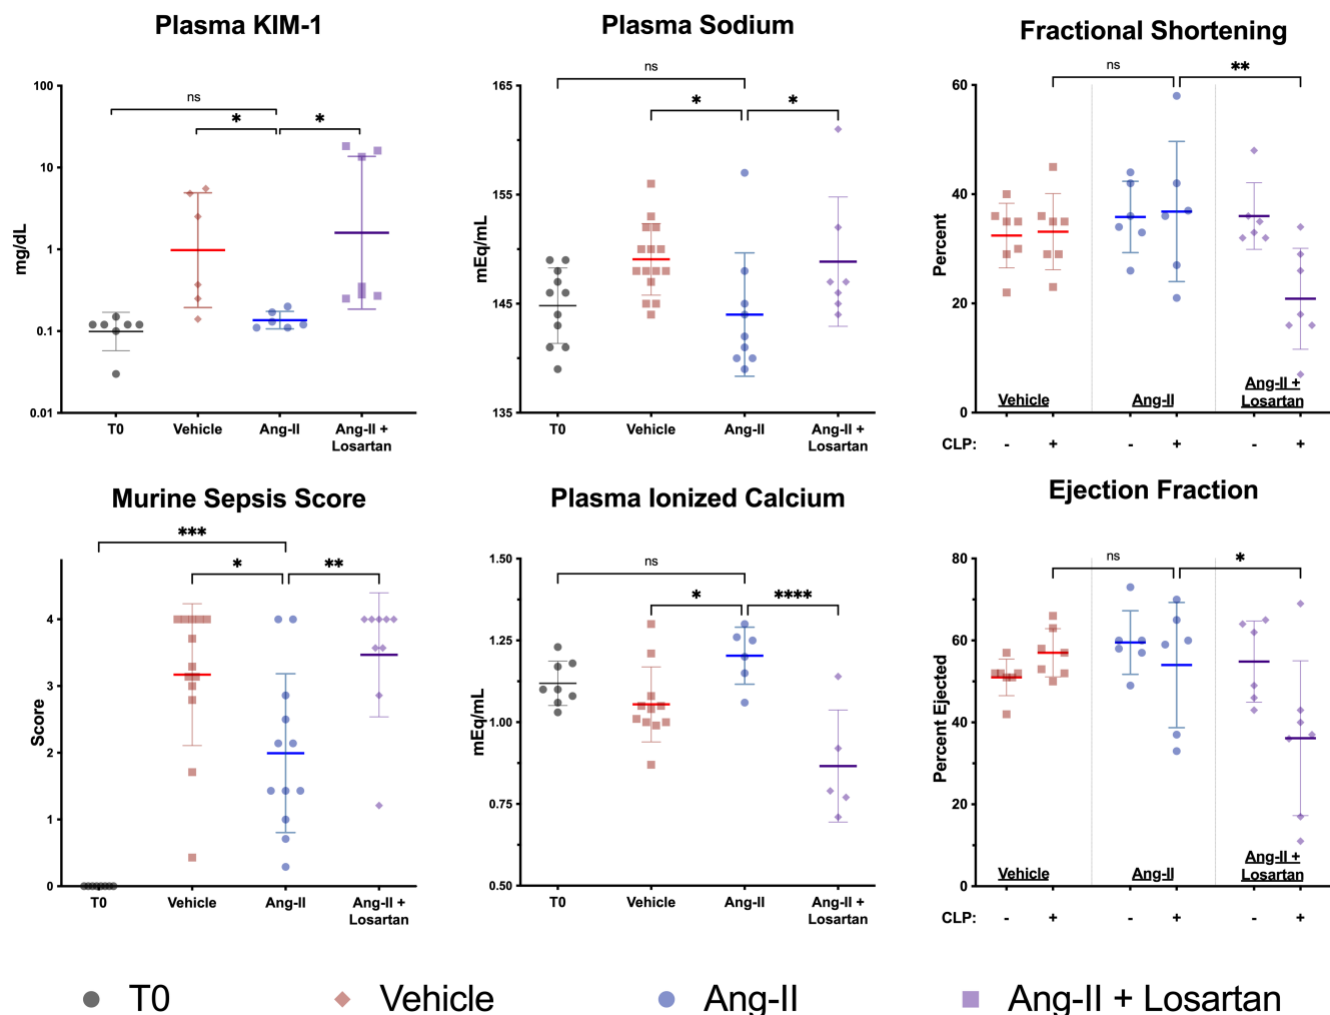 Plasma KIM-1
100
10
1
0.1
0.01
mg/dL
ns
*
*
T0
Vehicle
Ang-II
Ang-II +
Losartan
Plasma Sodium
165
155
145
135
mEq/mL
ns
*
*
T0
Vehicle
Ang-II
Ang-II +
Losartan
Fractional Shortening
60
40
20
0
Percent
ns
**
Vehicle
Ang-II
Ang-II +
Losartan
CLP: - + - + - +
Murine Sepsis Score
4
3
2
1
0
Score
***
*
**
T0
Vehicle
Ang-II
Ang-II +
Losartan
Plasma Ionized Calcium
1.50
1.25
1.00
0.75
0.50
mEq/mL
ns
*
****
T0
Vehicle
Ang-II
Ang-II +
Losartan
Ejection Fraction
80
60
40
20
0
Percent Ejected
ns
*
Vehicle
Ang-II
Ang-II +
Losartan
CLP: - + - + - +
T0 Vehicle Ang-II Ang-II + Losartan